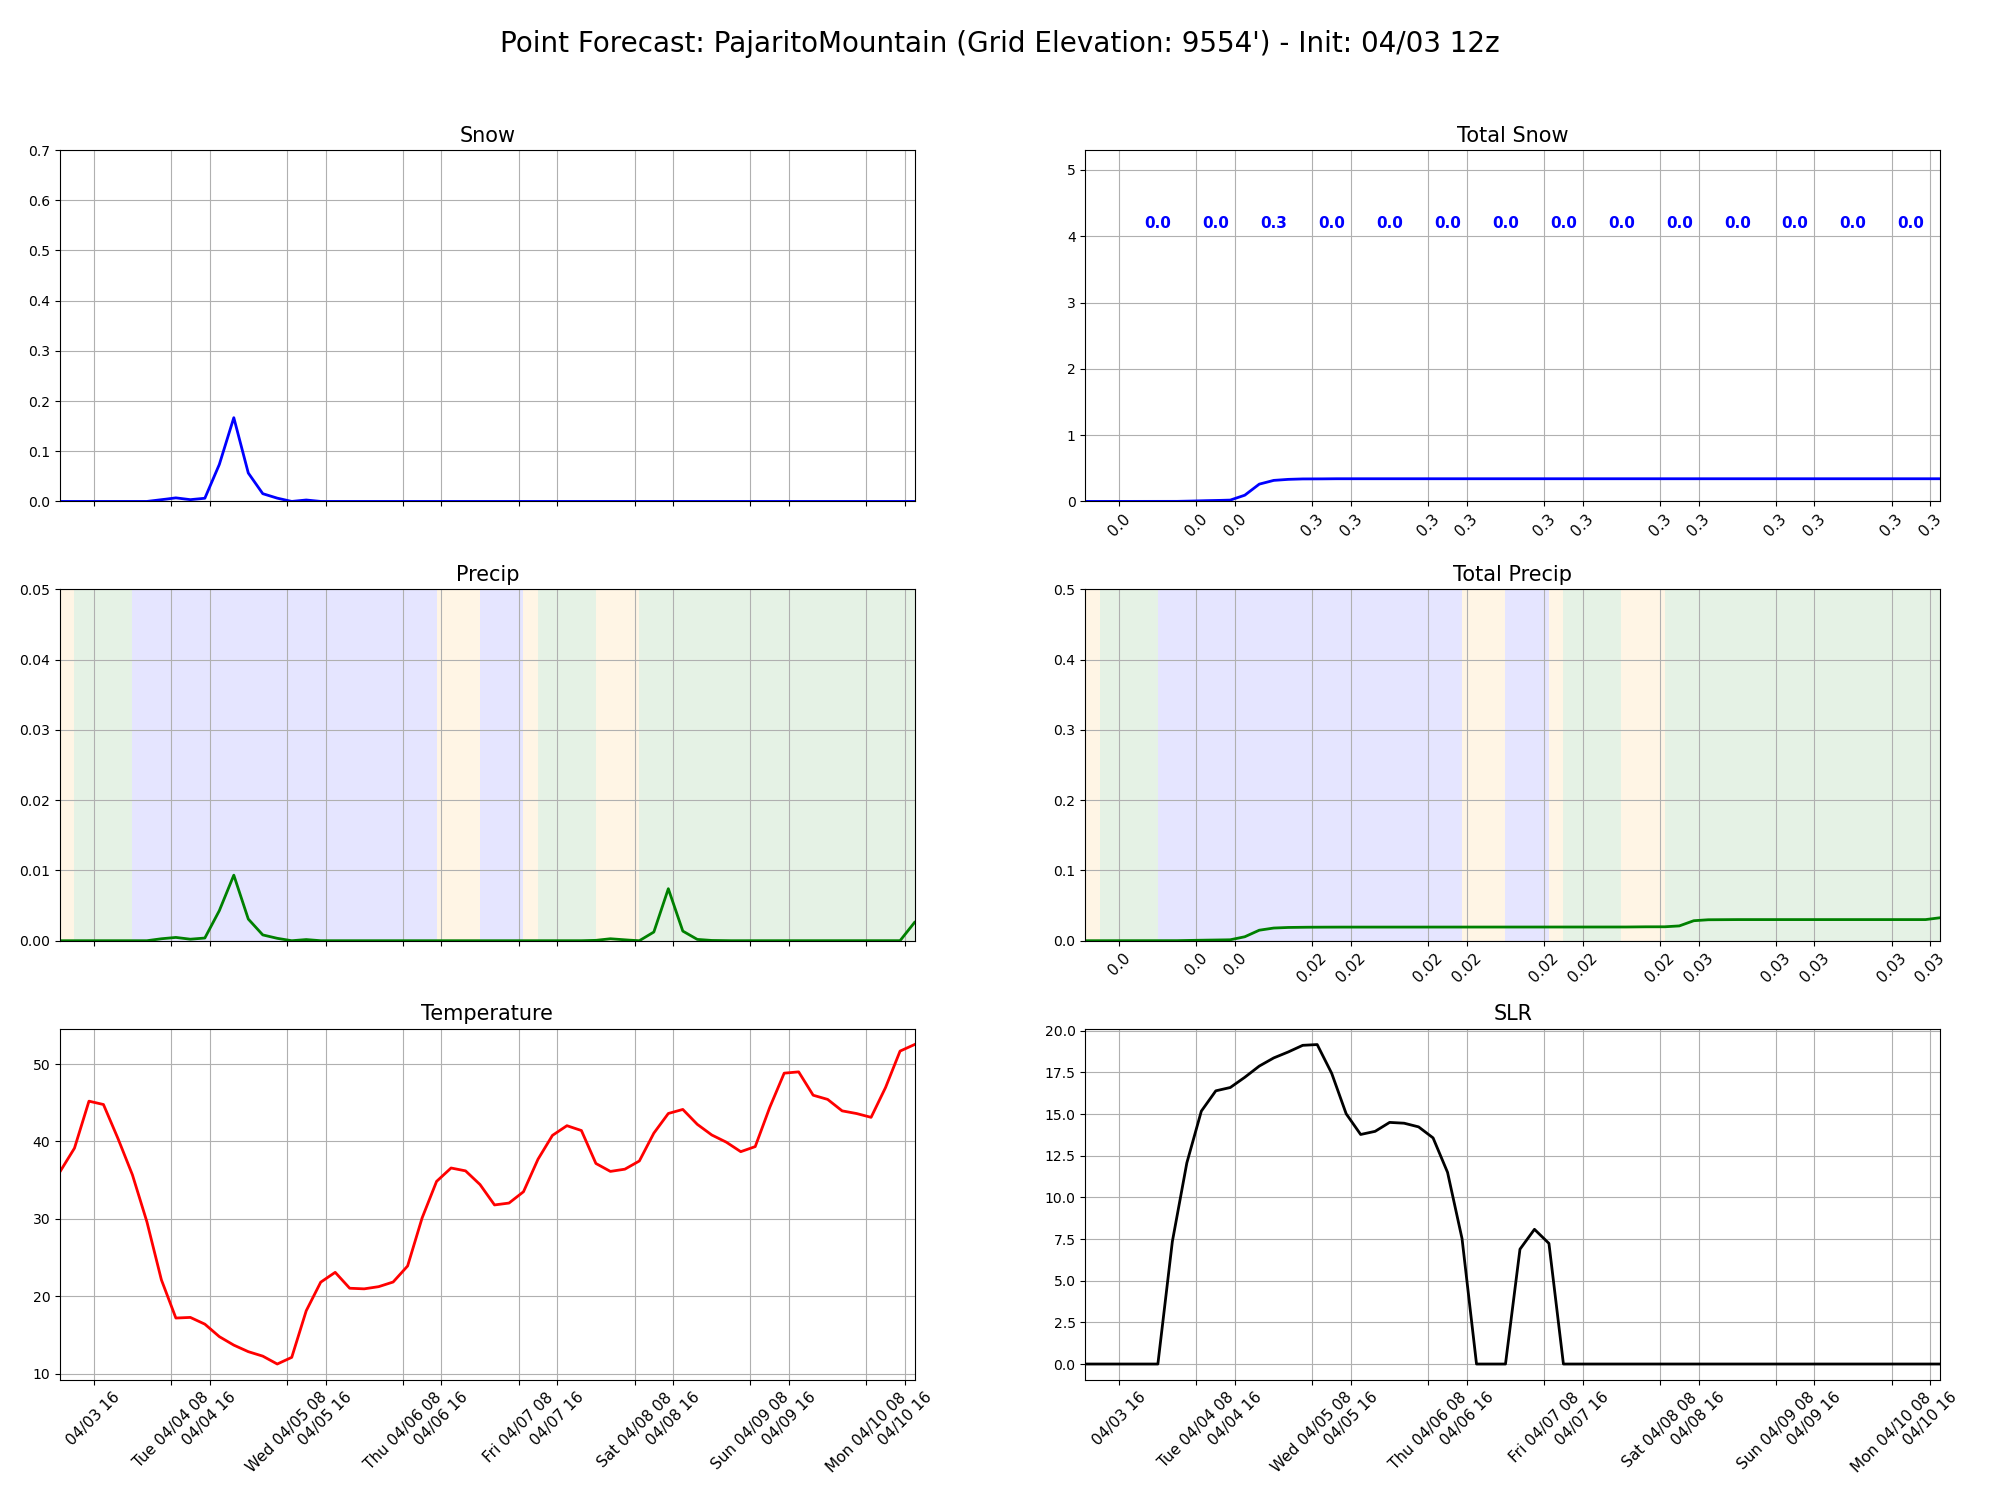 Point Forecast: PajaritoMountain (Grid Elevation: 9554') - Init: 04/03 12z
Snow
0.7
0.6
0.5
0.4
0.3
0.2
0.1
0.0
Total Snow
5
4
3
2
1
0
0.0 0.0 0.3 0.0 0.0 0.0 0.0 0.0 0.0 0.0 0.0 0.0 0.0 0.0
0.0 0.0 0.0 0.3 0.3 0.3 0.3 0.3 0.3 0.3 0.3 0.3 0.3 0.3 0.3
Precip
0.05
0.04
0.03
0.02
0.01
0.00
Total Precip
0.5
0.4
0.3
0.2
0.1
0.0
0.0 0.0 0.0 0.02 0.02 0.02 0.02 0.02 0.02 0.02 0.03 0.03 0.03 0.03 0.03
Temperature
50
40
30
20
10
04/03 16
Tue 04/04 08
04/04 16
Wed 04/05 08
04/05 16
Thu 04/06 08
04/06 16
Fri 04/07 08
04/07 16
Sat 04/08 08
04/08 16
Sun 04/09 08
04/09 16
Mon 04/10 08
04/10 16
SLR
20.0
17.5
15.0
12.5
10.0
7.5
5.0
2.5
0.0
04/03 16
Tue 04/04 08
04/04 16
Wed 04/05 08
04/05 16
Thu 04/06 08
04/06 16
Fri 04/07 08
04/07 16
Sat 04/08 08
04/08 16
Sun 04/09 08
04/09 16
Mon 04/10 08
04/10 16